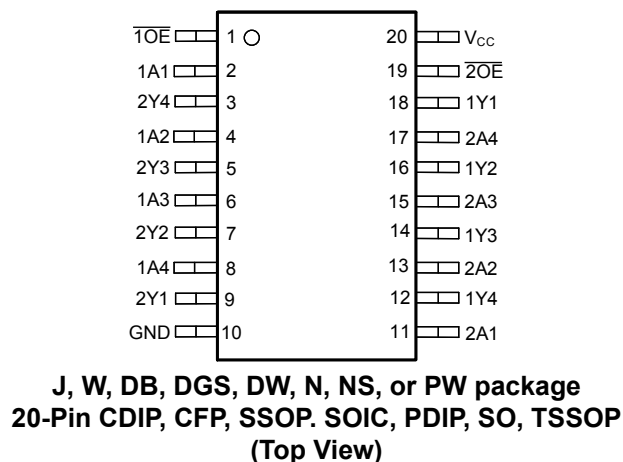 1OE 1 20 VCC
1A1 2 19 2OE
2Y4 3 18 1Y1
1A2 4 17 2A4
2Y3 5 16 1Y2
1A3 6 15 2A3
2Y2 7 14 1Y3
1A4 8 13 2A2
2Y1 9 12 1Y4
GND 10 11 2A1
J, W, DB, DGS, DW, N, NS, or PW package
20-Pin CDIP, CFP, SSOP. SOIC, PDIP, SO, TSSOP
(Top View)